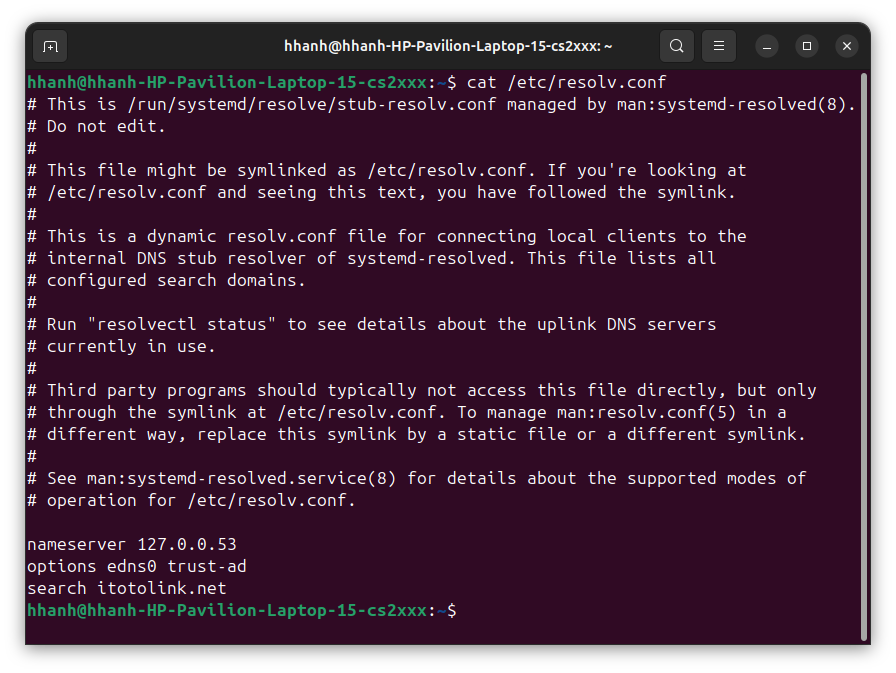 hhanh@hhanh-HP-Pavilion-Laptop-15-cs2xxx: ~
hhanh@hhanh-HP-Pavilion-Laptop-15-cs2xxx:~$ cat /etc/resolv.conf
# This is /run/systemd/resolve/stub-resolv.conf managed by man:systemd-resolved(8).
# Do not edit.
#
# This file might be symlinked as /etc/resolv.conf. If you're looking at
# /etc/resolv.conf and seeing this text, you have followed the symlink.
#
# This is a dynamic resolv.conf file for connecting local clients to the
# internal DNS stub resolver of systemd-resolved. This file lists all
# configured search domains.
#
# Run "resolvectl status" to see details about the uplink DNS servers
# currently in use.
#
# Third party programs should typically not access this file directly, but only
# through the symlink at /etc/resolv.conf. To manage man:resolv.conf(5) in a
# different way, replace this symlink by a static file or a different symlink.
#
# See man:systemd-resolved.service(8) for details about the supported modes of
# operation for /etc/resolv.conf.

nameserver 127.0.0.53
options edns0 trust-ad
search itotolink.net
hhanh@hhanh-HP-Pavilion-Laptop-15-cs2xxx:~$